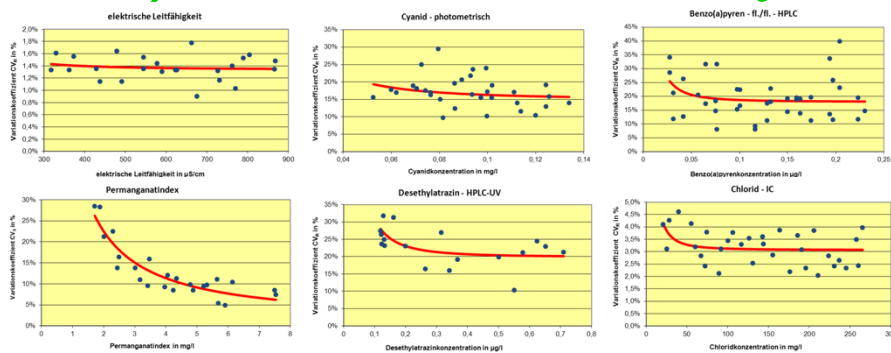 elektrische Leitfähigkeit
Variationskoeffizient CVR in %
2,0%
1,8%
1,6%
1,4%
1,2%
1,0%
0,8%
0,6%
0,4%
0,2%
0,0%
300 400 500 600 700 800 900
elektrische Leitfähigkeit in µS/cm
Cyanid - photometrisch
Variationskoeffizient CVR in %
35%
30%
25%
20%
15%
10%
5%
0%
0,04 0,06 0,08 0,1 0,12 0,14
Cyanidkonzentration in mg/l
Benzo(a)pyren - fl./fl. - HPLC
Variationskoeffizient CVR in %
45%
40%
35%
30%
25%
20%
15%
10%
5%
0%
0 0,05 0,1 0,15 0,2 0,25
Benzo(a)pyrenkonzentration in µg/l
Permanganatindex
Variationskoeffizient CVR in %
30%
25%
20%
15%
10%
5%
0%
0 1 2 3 4 5 6 7 8
Permanganatindex in mg/l
Desethylatrazin - HPLC-UV
Variationskoeffizient CVR in %
35%
30%
25%
20%
15%
10%
5%
0%
0 0,1 0,2 0,3 0,4 0,5 0,6 0,7 0,8
Desethylatrazinkonzentration in µg/l
Chlorid - IC
Variationskoeffizient CVR in %
5,0%
4,5%
4,0%
3,5%
3,0%
2,5%
2,0%
1,5%
1,0%
0,5%
0,0%
0 50 100 150 200 250 300
Chloridkonzentration in mg/l